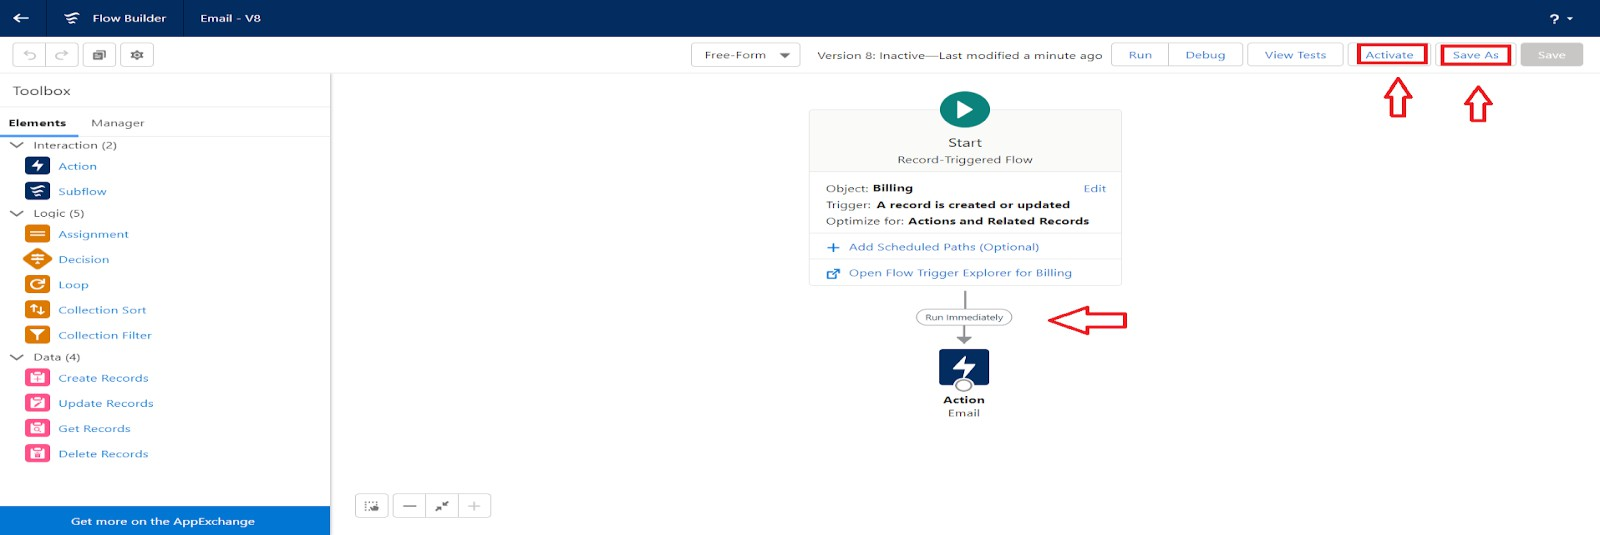 Flow Builder
Email - V8
?
Free-Form
Version 8: Inactive—Last modified a minute ago
Run
Debug
View Tests
Activate
Save As
Save
Toolbox
Elements
Manager
Interaction (2)
Action
Subflow
Logic (5)
Assignment
Decision
Loop
Collection Sort
Collection Filter
Data (4)
Create Records
Update Records
Get Records
Delete Records
Get more on the AppExchange
Start
Record-Triggered Flow
Object: Billing
Edit
Trigger: A record is created or updated
Optimize for: Actions and Related Records
+ Add Scheduled Paths (Optional)
Open Flow Trigger Explorer for Billing
Run Immediately
Action
Email